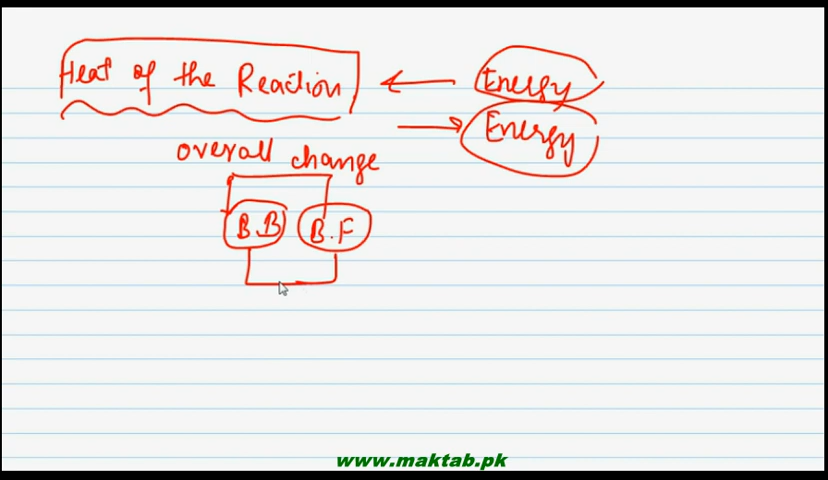 Heat of the Reaction Energy
Energy
overall change
B.B B.F
www.maktab.pk